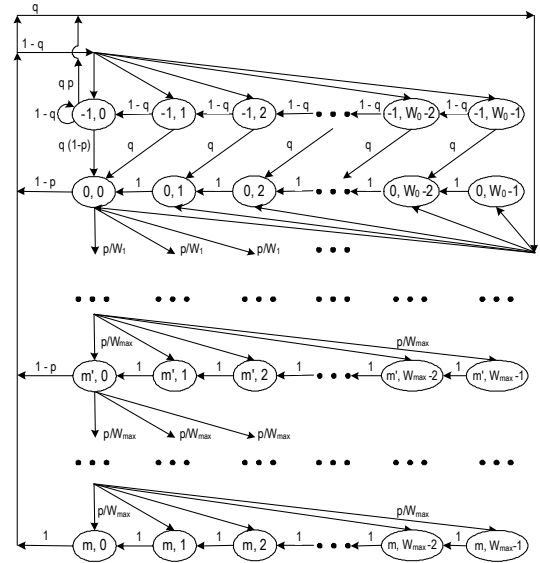 q
1 - q
q p
1-q 1-q 1-q 1-q 1-q 1-q
-1, 0 -1, 1 -1, 2 • • • -1, W0-2 -1, W0-1
q (1-p) q q q q q
1-p 1 1 1 1 1
0, 0 0, 1 0, 2 • • • 0, W0-2 0, W0-1
p/W1 p/W1 p/W1 • • •
• • • • • • • • • • • • • • • • • •
p/Wmax p/Wmax
1-p 1 1 1 1 1
m', 0 m', 1 m', 2 • • • m', Wmax-2 m', Wmax-1
p/Wmax p/Wmax p/Wmax
• • • • • • • • • • • • • • • • • •
p/Wmax p/Wmax
1 1 1 1 1 1
m, 0 m, 1 m, 2 • • • m, Wmax-2 m, Wmax-1